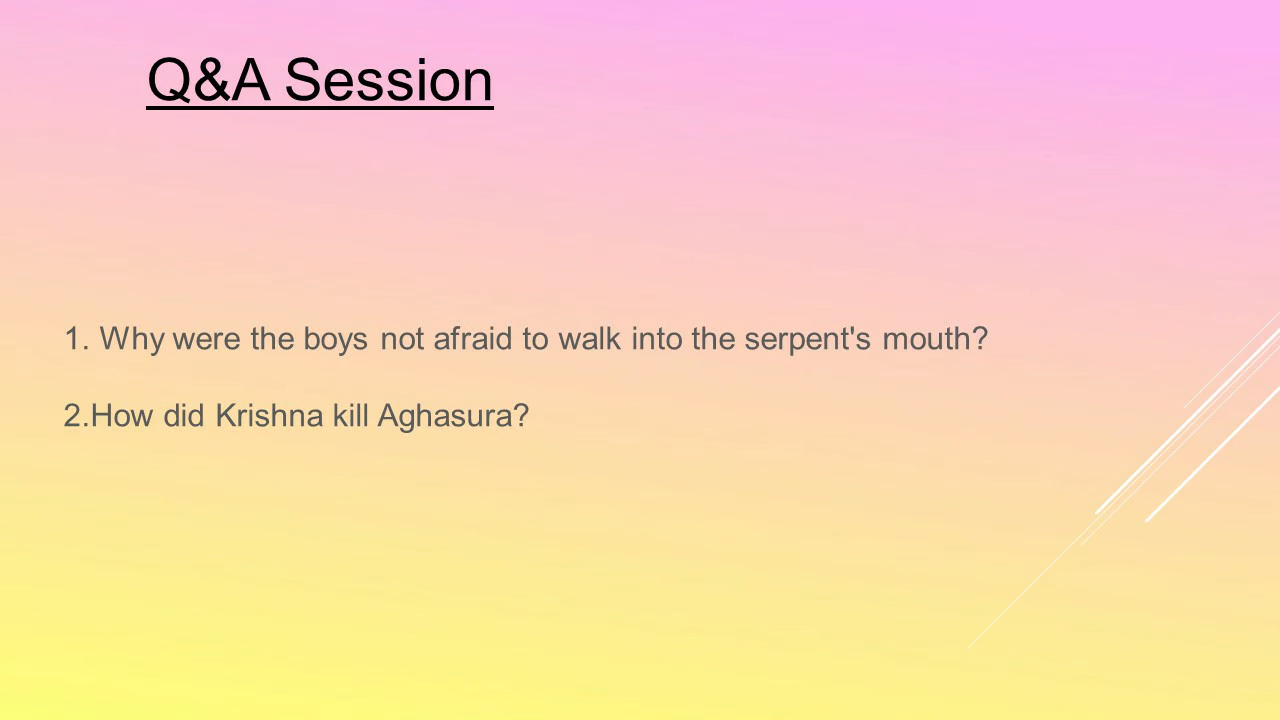 Q&A Session
1. Why were the boys not afraid to walk into the serpent's mouth?
2.How did Krishna kill Aghasura?